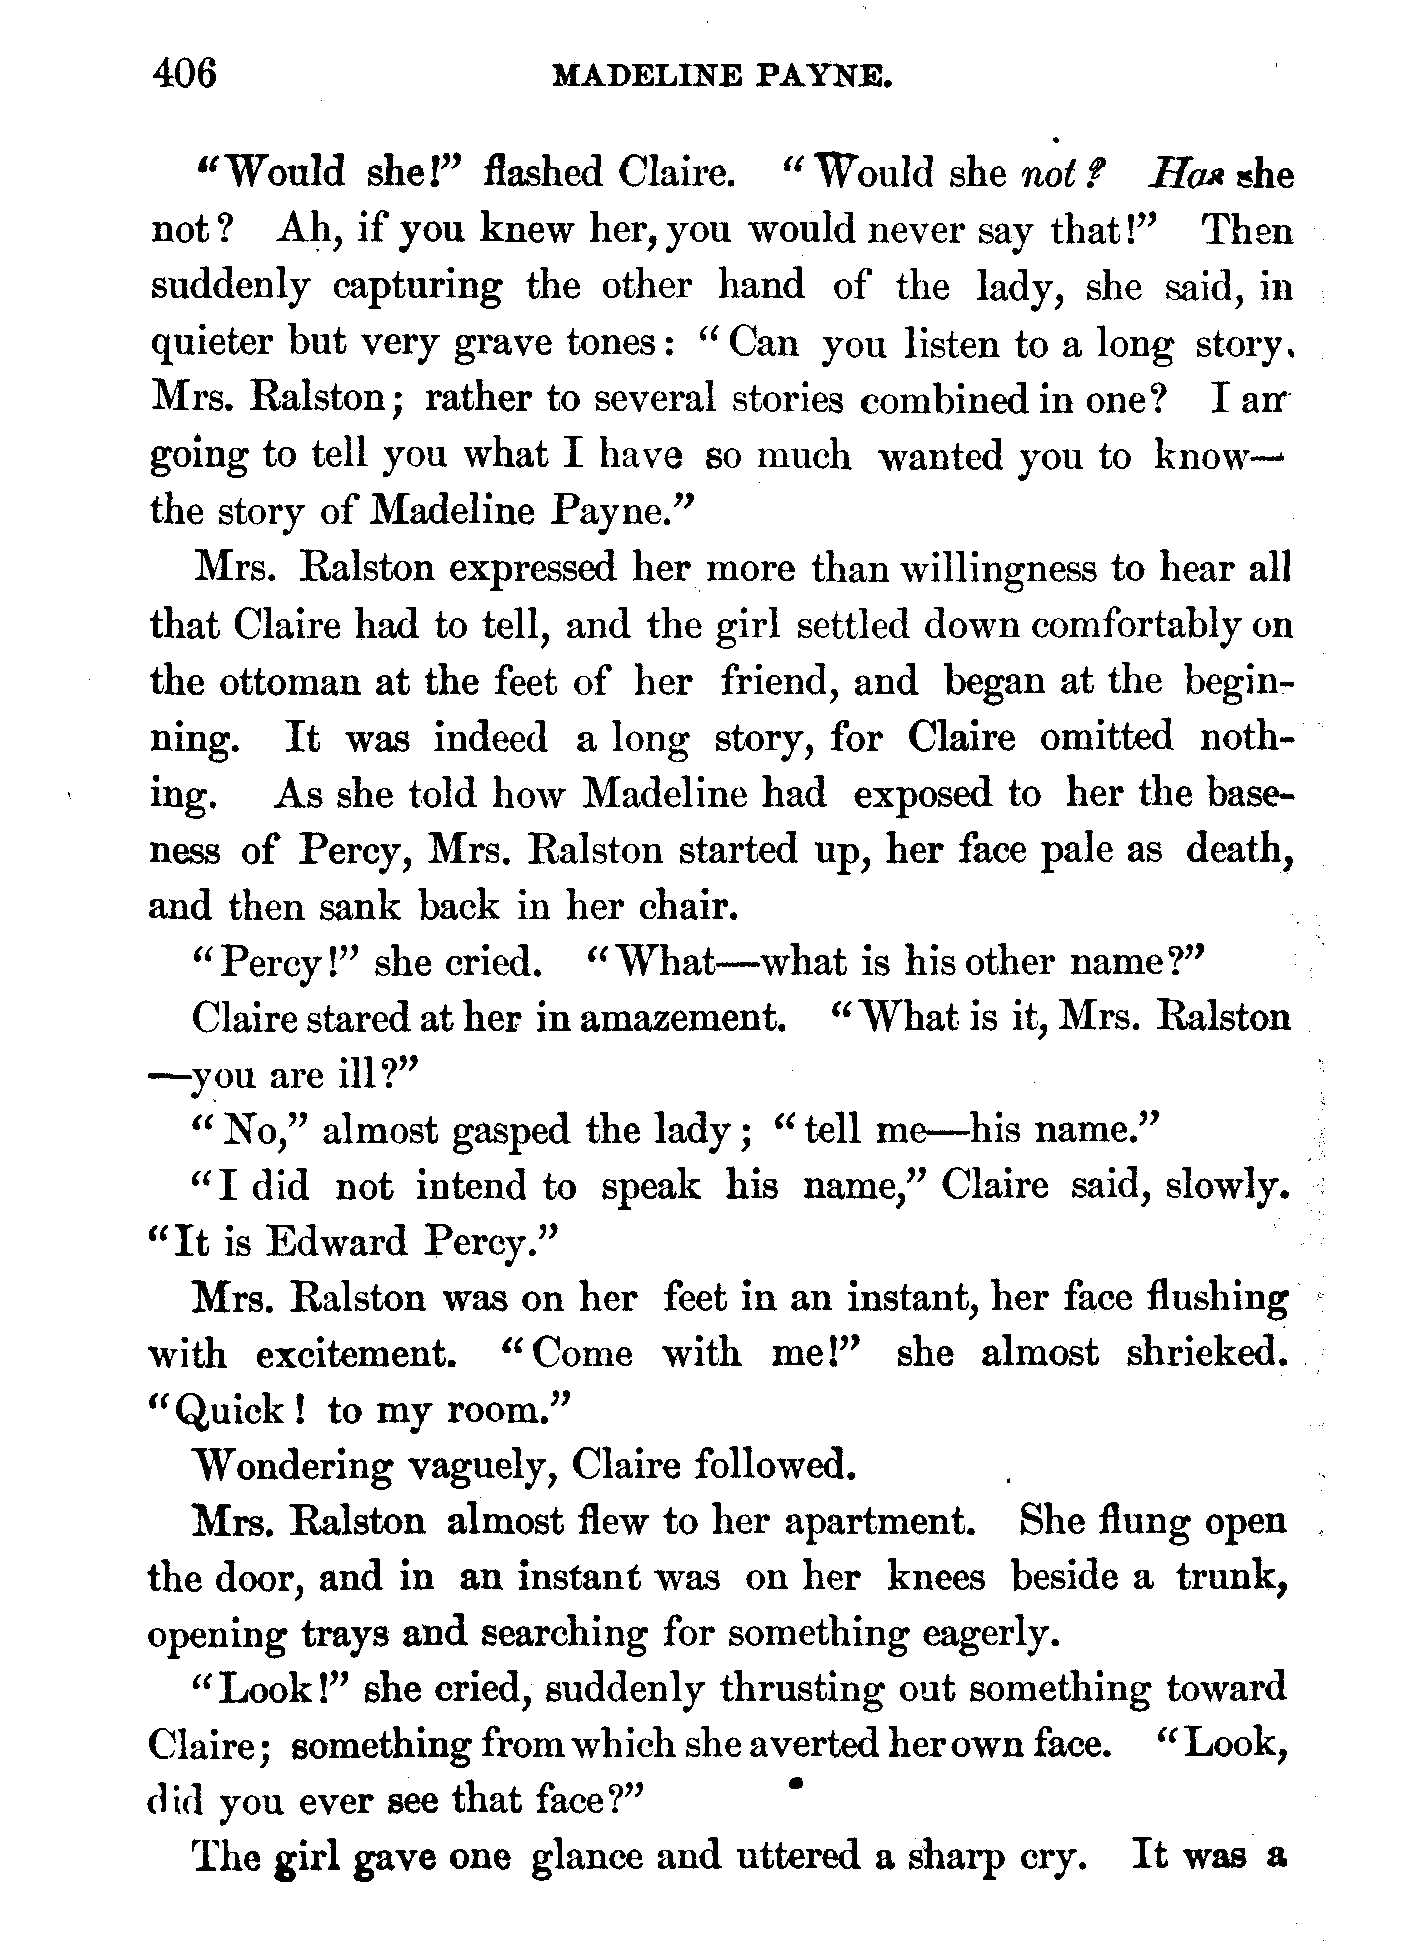 406 MADELINE PAYNE.
“Would she!” flashed Claire. “Would she not? Has she
not? Ah, if you knew her, you would never say that!” Then
suddenly capturing the other hand of the lady, she said, in
quieter but very grave tones: “Can you listen to a long story,
Mrs. Ralston; rather to several stories combined in one? I am
going to tell you what I have so much wanted you to know—
the story of Madeline Payne.”
Mrs. Ralston expressed her more than willingness to hear all
that Claire had to tell, and the girl settled down comfortably on
the ottoman at the feet of her friend, and began at the begin-
ning. It was indeed a long story, for Claire omitted noth-
ing. As she told how Madeline had exposed to her the base-
ness of Percy, Mrs. Ralston started up, her face pale as death,
and then sank back in her chair.
“Percy!” she cried. “What—what is his other name?”
Claire stared at her in amazement. “What is it, Mrs. Ralston
—you are ill?”
“No,” almost gasped the lady; “tell me—his name.”
“I did not intend to speak his name,” Claire said, slowly.
“It is Edward Percy.”
Mrs. Ralston was on her feet in an instant, her face flushing
with excitement. “Come with me!” she almost shrieked.
“Quick! to my room.”
Wondering vaguely, Claire followed.
Mrs. Ralston almost flew to her apartment. She flung open
the door, and in an instant was on her knees beside a trunk,
opening trays and searching for something eagerly.
“Look!” she cried, suddenly thrusting out something toward
Claire; something from which she averted her own face. “Look,
did you ever see that face?”
The girl gave one glance and uttered a sharp cry. It was a